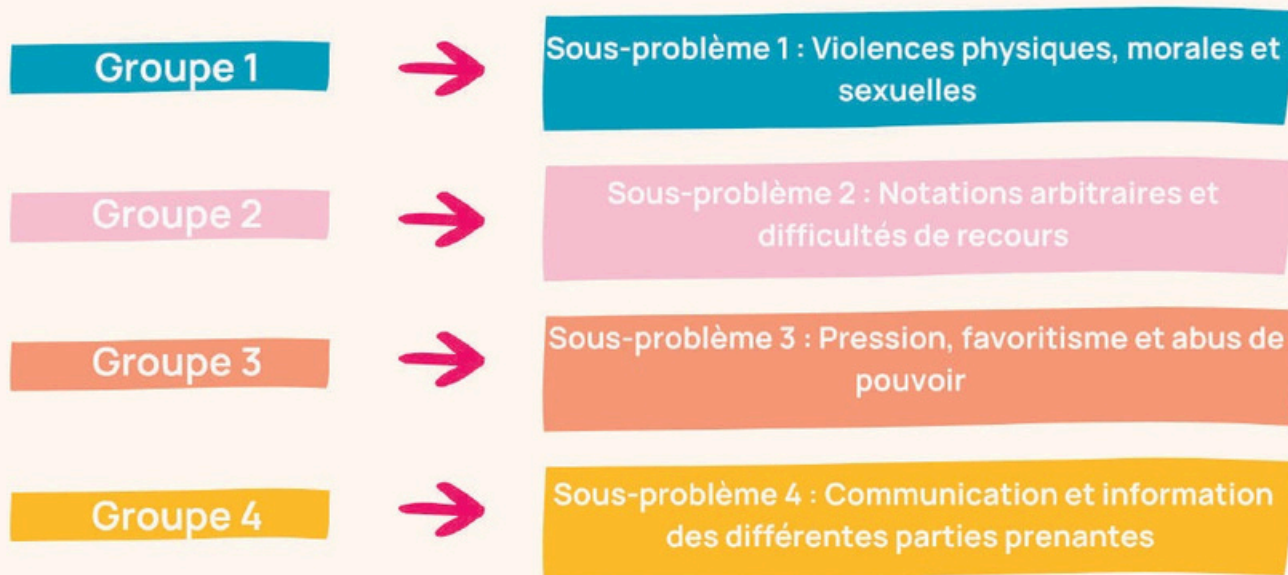 Groupe 1
Sous-problème 1 : Violences physiques, morales et
sexuelles
Groupe 2
Sous-problème 2 : Notations arbitraires et
difficultés de recours
Groupe 3
Sous-problème 3 : Pression, favoritisme et abus de
pouvoir
Groupe 4
Sous-problème 4 : Communication et information
des différentes parties prenantes